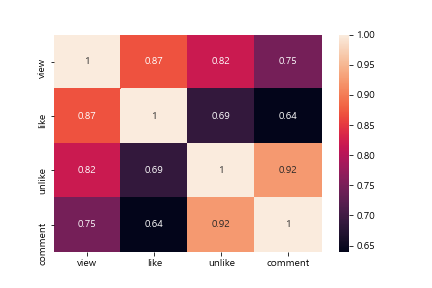 view 1 0.87 0.82 0.75
like 0.87 1 0.69 0.64
unlike 0.82 0.69 1 0.92
comment 0.75 0.64 0.92 1
view like unlike comment
1.00
0.95
0.90
0.85
0.80
0.75
0.70
0.65